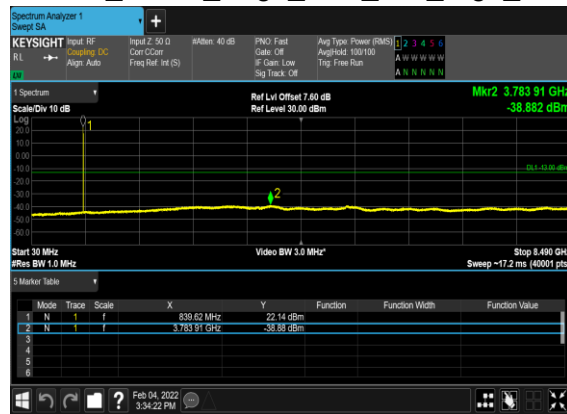 Spectrum Analyzer 1
Swept SA
+
KEYSIGHT Input: RF Input Z: 50 Ω #Atten: 40 dB PNO: Fast Avg Type: Power (RMS) 1 2 3 4 5 6
RL Coupling: DC Corr CCorr Gate: Off Avg|Hold: 100/100 A W W W W W
Align: Auto Freq Ref: Int (S) IF Gain: Low Trig: Free Run
Sig Track: Off A N N N N N
LW
1 Spectrum Ref Lvl Offset 7.60 dB Mkr2 3.783 91 GHz
Scale/Div 10 dB Ref Level 30.00 dBm -38.882 dBm
Log
20.0
10.0
0.00
-10.0
-20.0
-30.0
-40.0
-50.0
-60.0
1
DL1 -13.00 dBm
2
Start 30 MHz Video BW 3.0 MHz* Stop 8.490 GHz
#Res BW 1.0 MHz Sweep ~17.2 ms (40001 pts)
5 Marker Table
Mode Trace Scale X Y Function Function Width Function Value
1 N 1 f 839.62 MHz 22.14 dBm
2 N 1 f 3.783 91 GHz -38.88 dBm
3
4
5
6
? Feb 04, 2022
3:34:22 PM